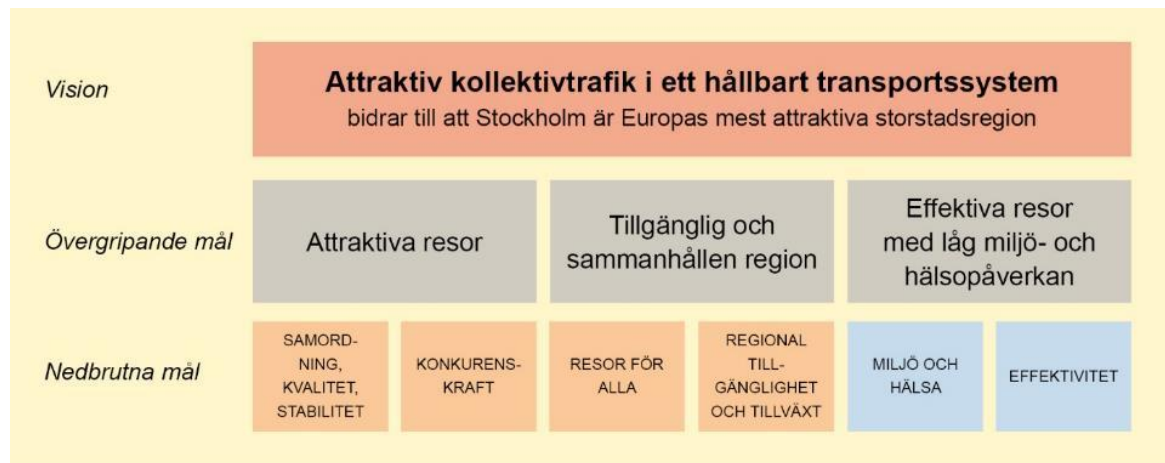 Vision
Attraktiv kollektivtrafik i ett hållbart transportssystem
bidrar till att Stockholm är Europas mest attraktiva storstadsregion
Övergripande mål
Attraktiva resor
Tillgänglig och
sammanhållen region
Effektiva resor
med låg miljö- och
hälsopåverkan
Nedbrutna mål
SAMORD-
NING,
KVALITET,
STABILITET
KONKURENS-
KRAFT
RESOR FÖR
ALLA
REGIONAL
TILL-
GÄNGLIGHET
OCH TILLVÄXT
MILJÖ OCH
HÄLSA
EFFEKTIVITET